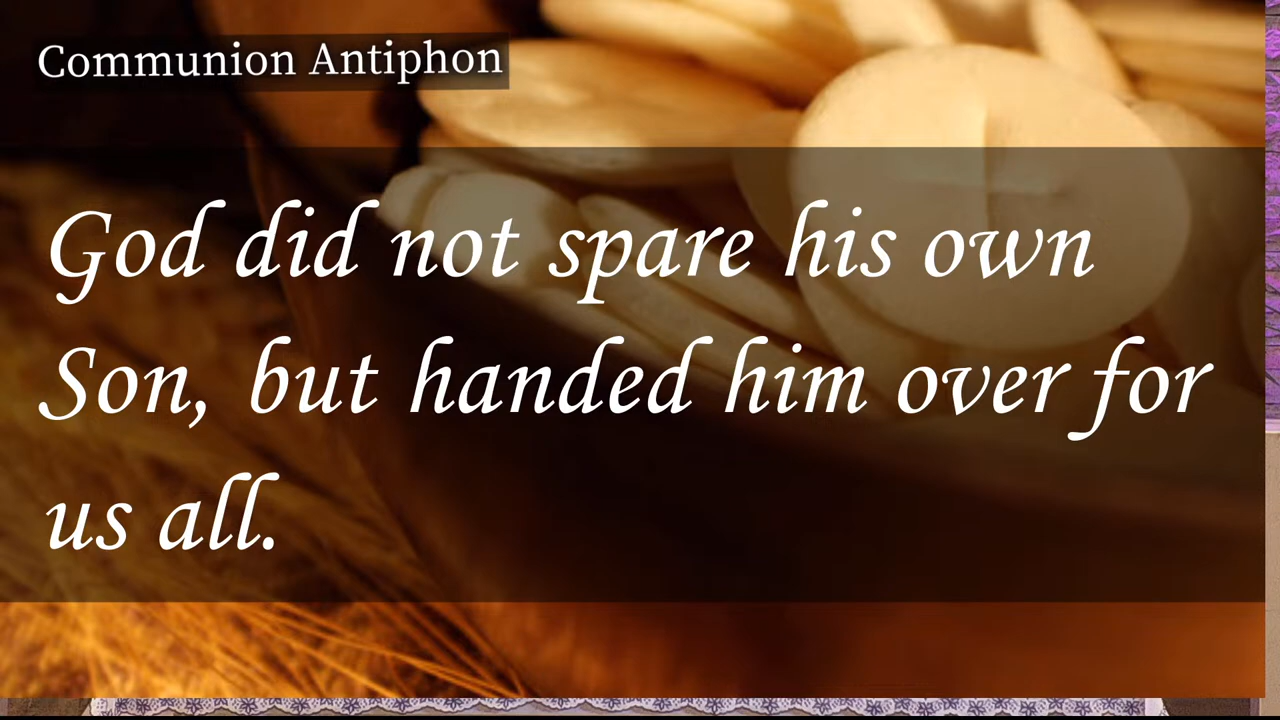 Communion Antiphon
God did not spare his own
Son, but handed him over for
us all.